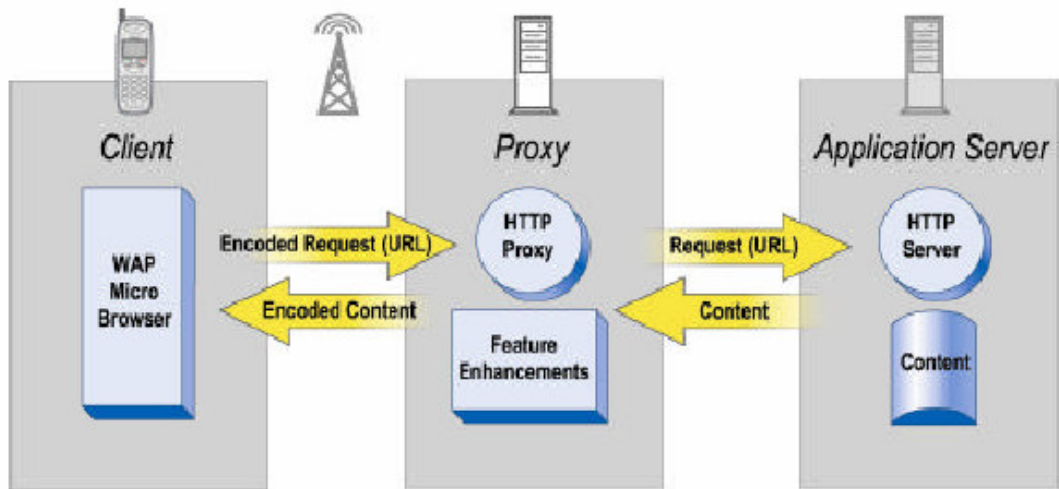 Client
Proxy
Application Server
WAP
Micro
Browser
Encoded Request (URL)
Encoded Content
HTTP
Proxy
Feature
Enhancements
Request (URL)
Content
HTTP
Server
Content